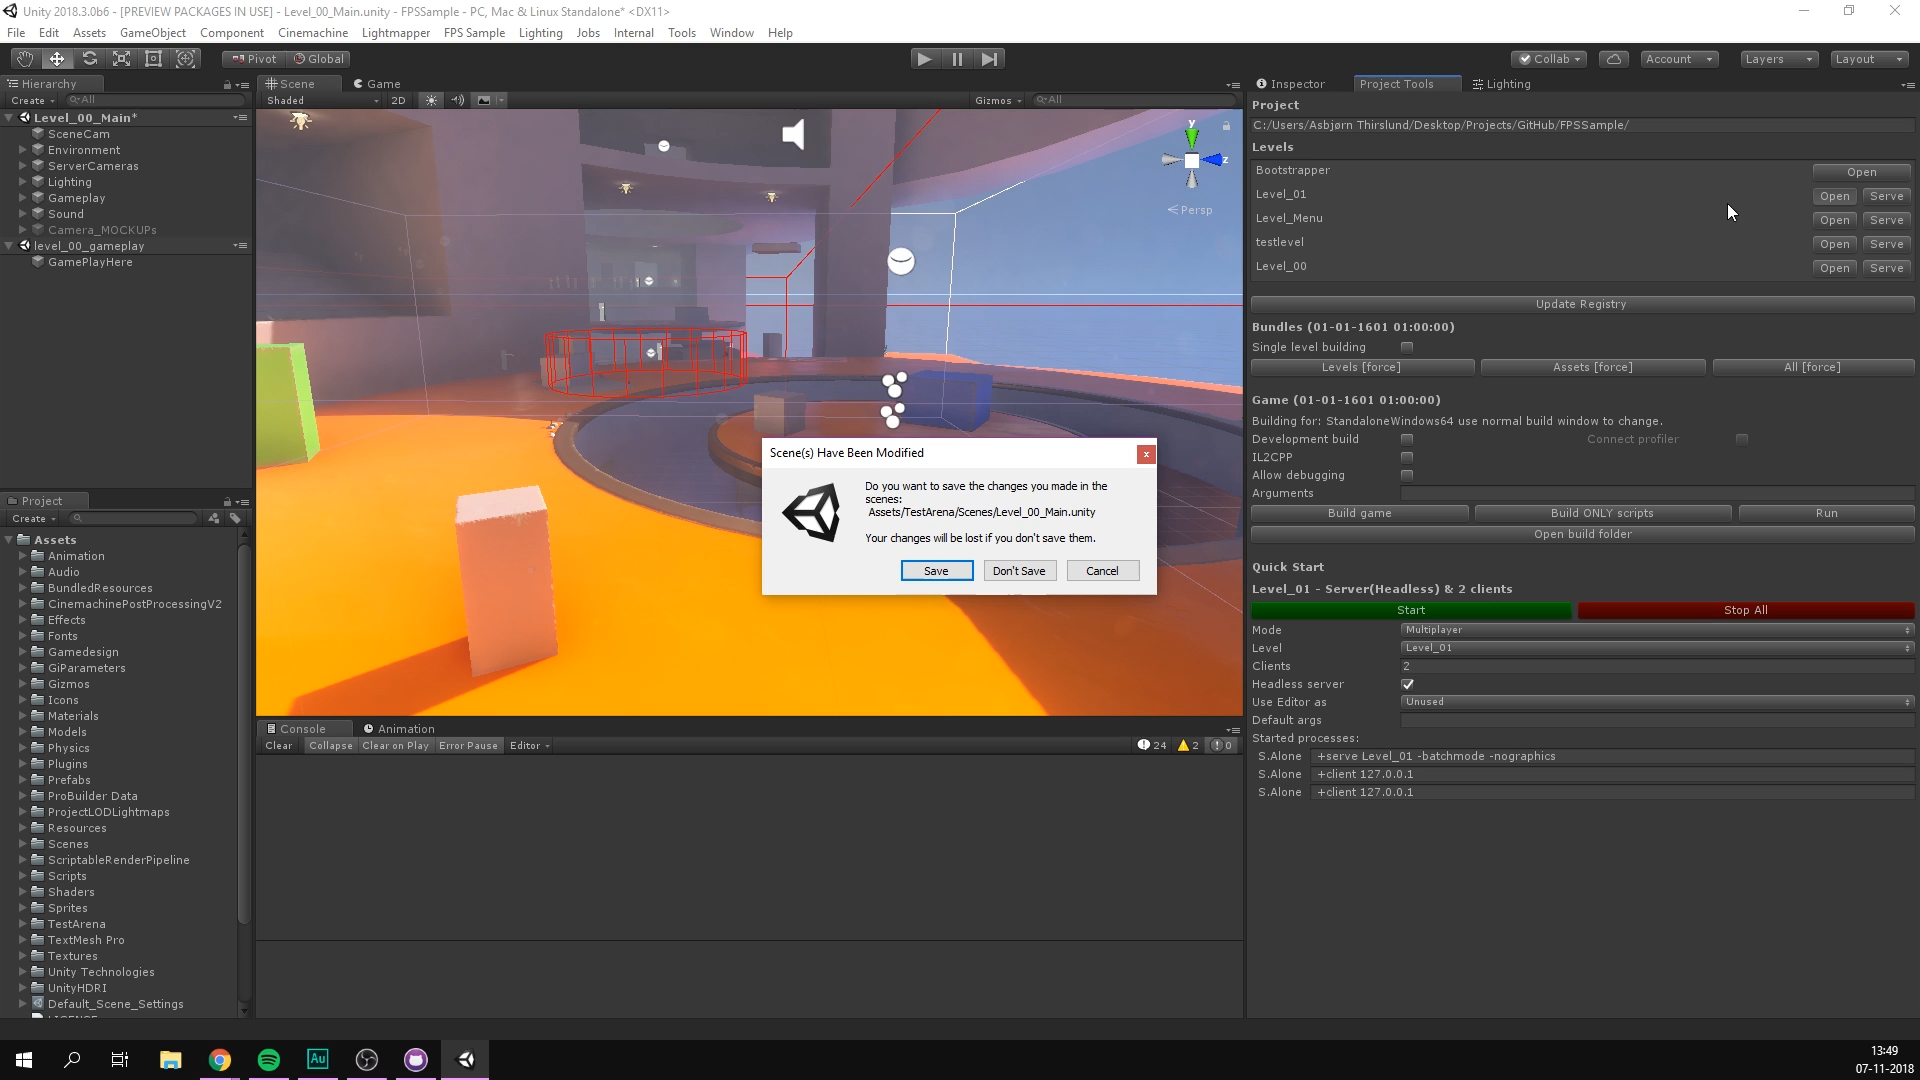 Unity 2018.3.0b6 - [PREVIEW PACKAGES IN USE] - Level_00_Main.unity - FPSSample - PC, Mac & Linux Standalone* <DX11>
File Edit Assets GameObject Component Cinemachine Lightmapper FPS Sample Lighting Jobs Internal Tools Window Help
Pivot Global Collab Account Layers Layout
Hierarchy
Create All
Level_00_Main*
SceneCam
Environment
ServerCameras
Lighting
Gameplay
Sound
Camera_MOCKUPs
level_00_gameplay
GamePlayHere
Project
Create
Assets
Animation
Audio
BundledResources
CinemachinePostProcessingV2
Effects
Fonts
Gamedesign
GiParameters
Gizmos
Icons
Materials
Models
Physics
Plugins
Prefabs
ProBuilder Data
ProjectLODLightmaps
Resources
Scenes
ScriptableRenderPipeline
Scripts
Shaders
Sprites
TestArena
TextMesh Pro
Textures
Unity Technologies
UnityHDRI
Default_Scene_Settings
Scene Game
Shaded 2D Gizmos All
y
z
Persp
Scene(s) Have Been Modified
x
Do you want to save the changes you made in the
scenes:
Assets/TestArena/Scenes/Level_00_Main.unity
Your changes will be lost if you don't save them.
Save Don't Save Cancel
Console Animation
Clear Collapse Clear on Play Error Pause Editor 24 2 0
Inspector Project Tools Lighting
Project
C:/Users/Asbjørn Thirslund/Desktop/Projects/GitHub/FPSSample/
Levels
Bootstrapper Open
Level_01 Open Serve
Level_Menu Open Serve
testlevel Open Serve
Level_00 Open Serve
Update Registry
Bundles (01-01-1601 01:00:00)
Single level building
Levels [force] Assets [force] All [force]
Game (01-01-1601 01:00:00)
Building for: StandaloneWindows64 use normal build window to change.
Development build Connect profiler
IL2CPP
Allow debugging
Arguments
Build game Build ONLY scripts Run
Open build folder
Quick Start
Level_01 - Server(Headless) & 2 clients
Start Stop All
Mode Multiplayer
Level Level_01
Clients 2
Headless server
Use Editor as Unused
Default args
Started processes:
S.Alone +serve Level_01 -batchmode -nographics
S.Alone +client 127.0.0.1
S.Alone +client 127.0.0.1
Au
13:49
07-11-2018